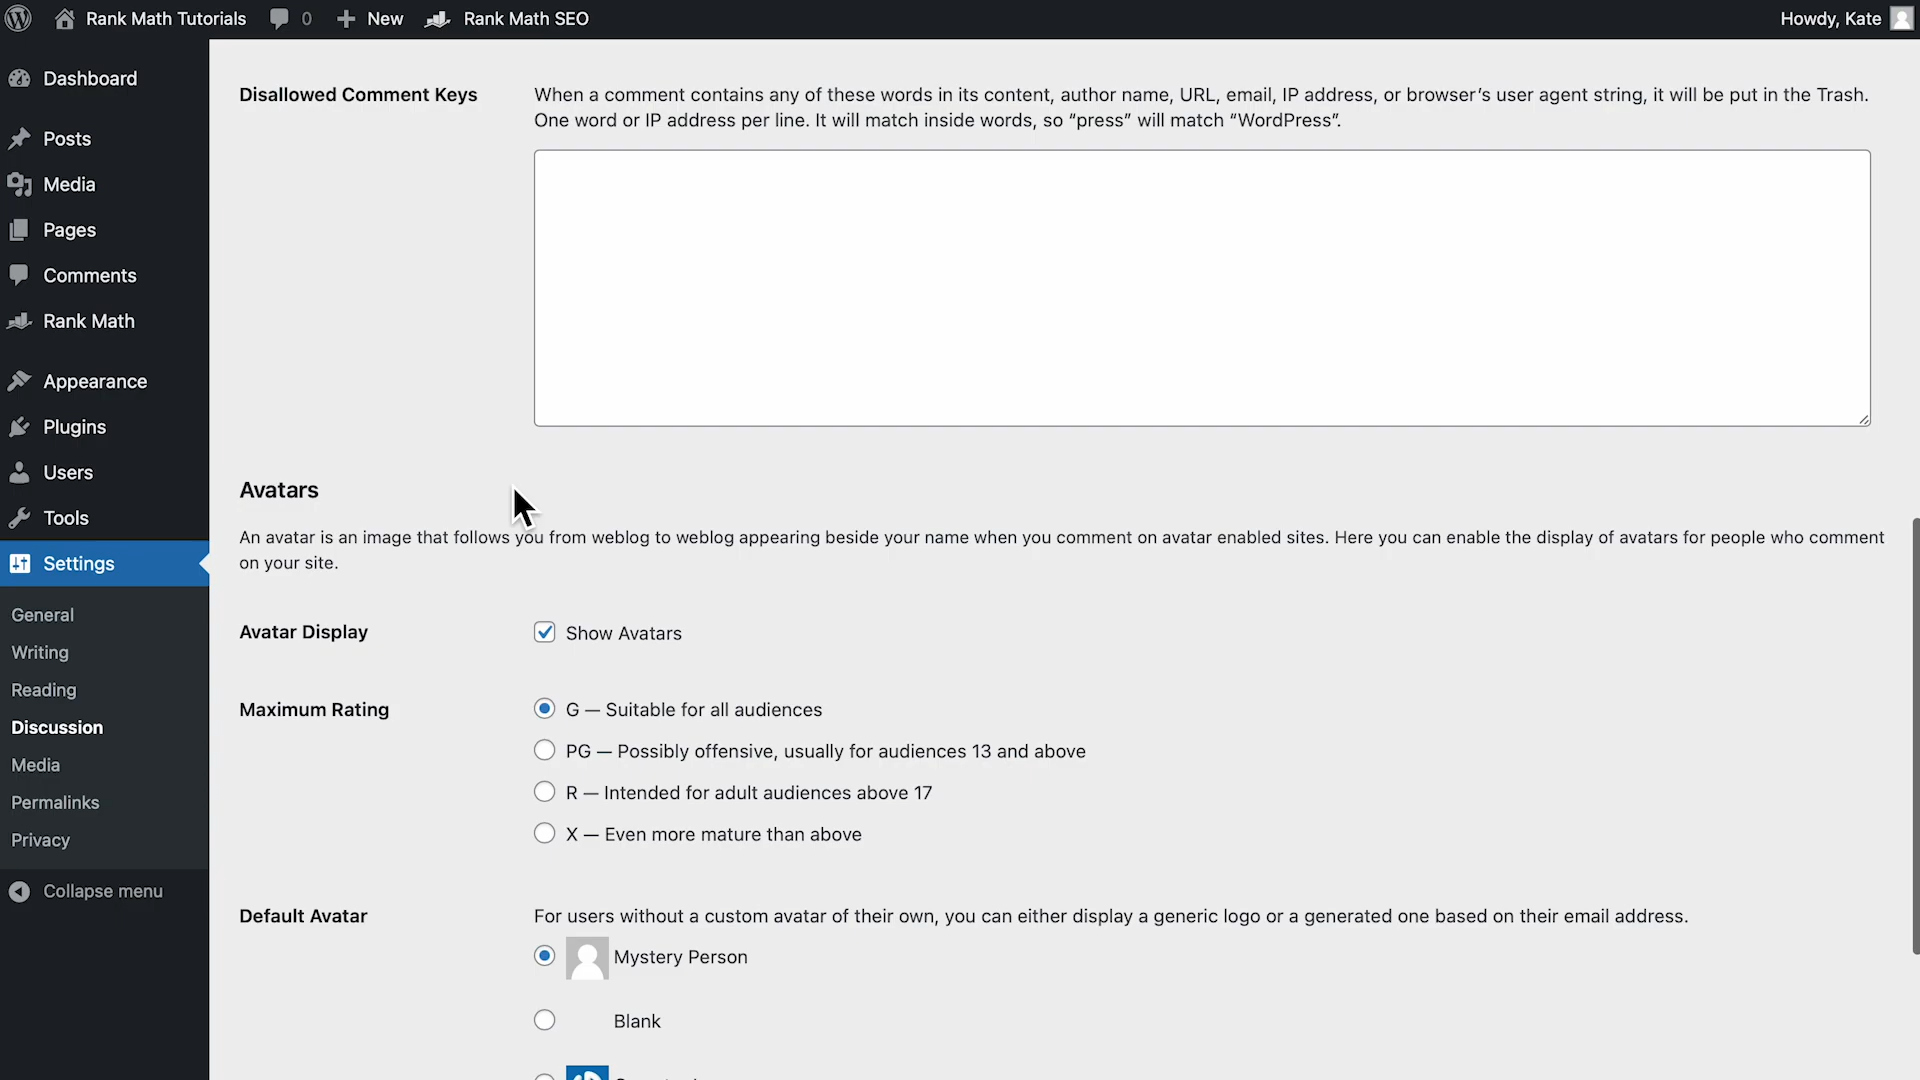 Rank Math Tutorials 0 New Rank Math SEO Howdy, Kate
Dashboard
Posts
Media
Pages
Comments
Rank Math
Appearance
Plugins
Users
Tools
Settings
General
Writing
Reading
Discussion
Media
Permalinks
Privacy
Collapse menu
Disallowed Comment Keys
When a comment contains any of these words in its content, author name, URL, email, IP address, or browser's user agent string, it will be put in the Trash.
One word or IP address per line. It will match inside words, so “press” will match “WordPress”.
Avatars
An avatar is an image that follows you from weblog to weblog appearing beside your name when you comment on avatar enabled sites. Here you can enable the display of avatars for people who comment
on your site.
Avatar Display
Show Avatars
Maximum Rating
G — Suitable for all audiences
PG — Possibly offensive, usually for audiences 13 and above
R — Intended for adult audiences above 17
X — Even more mature than above
Default Avatar
For users without a custom avatar of their own, you can either display a generic logo or a generated one based on their email address.
Mystery Person
Blank